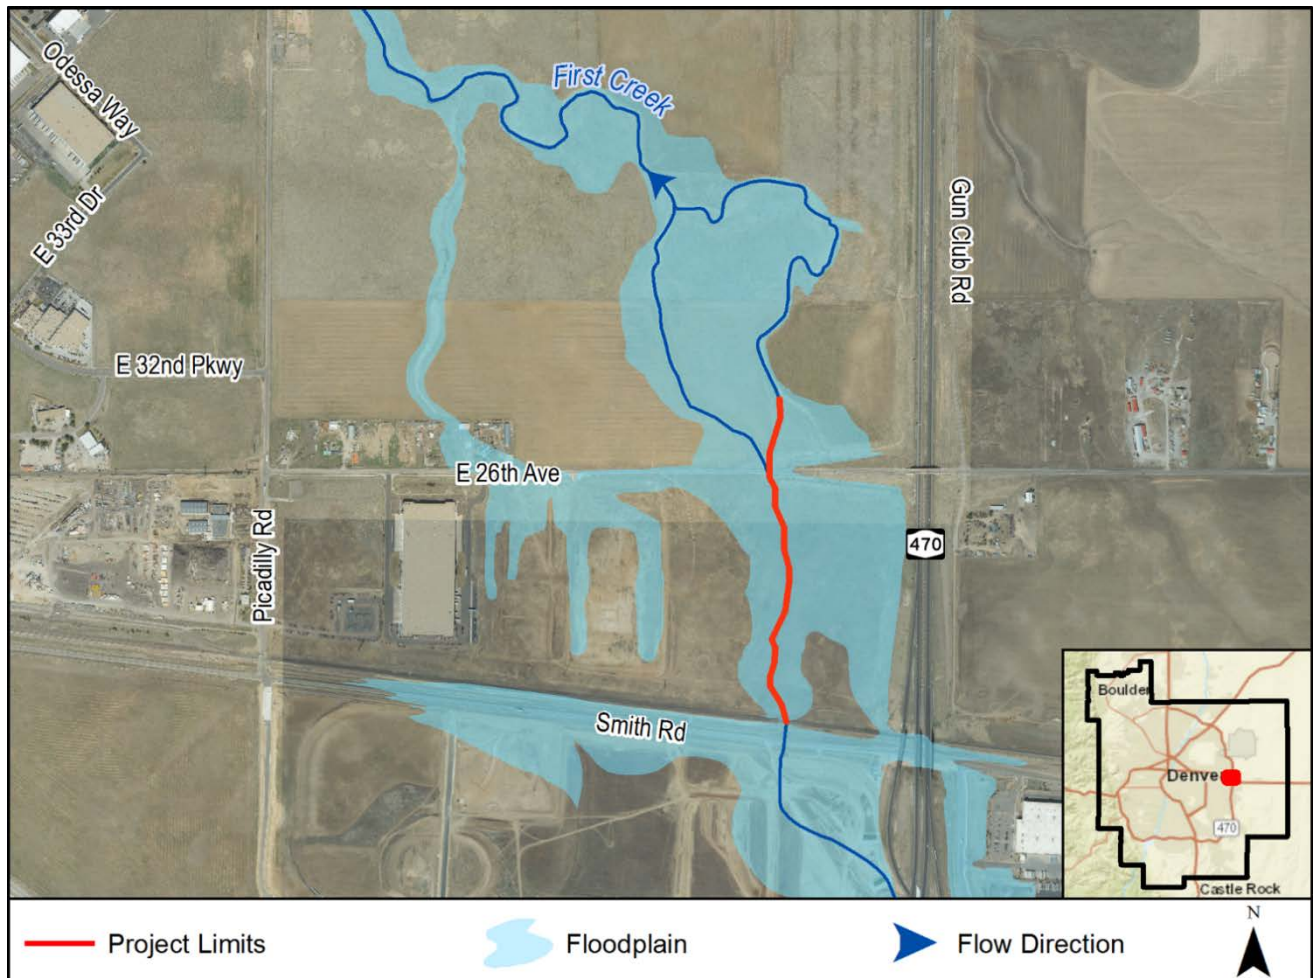 Odessa Way
First Creek
E 33rd Dr
Gun Club Rd
E 32nd Pkwy
E 26th Ave
470
Picadilly Rd
Smith Rd
Boulder
Denve
470
Castle Rock
N
Project Limits
Floodplain
Flow Direction